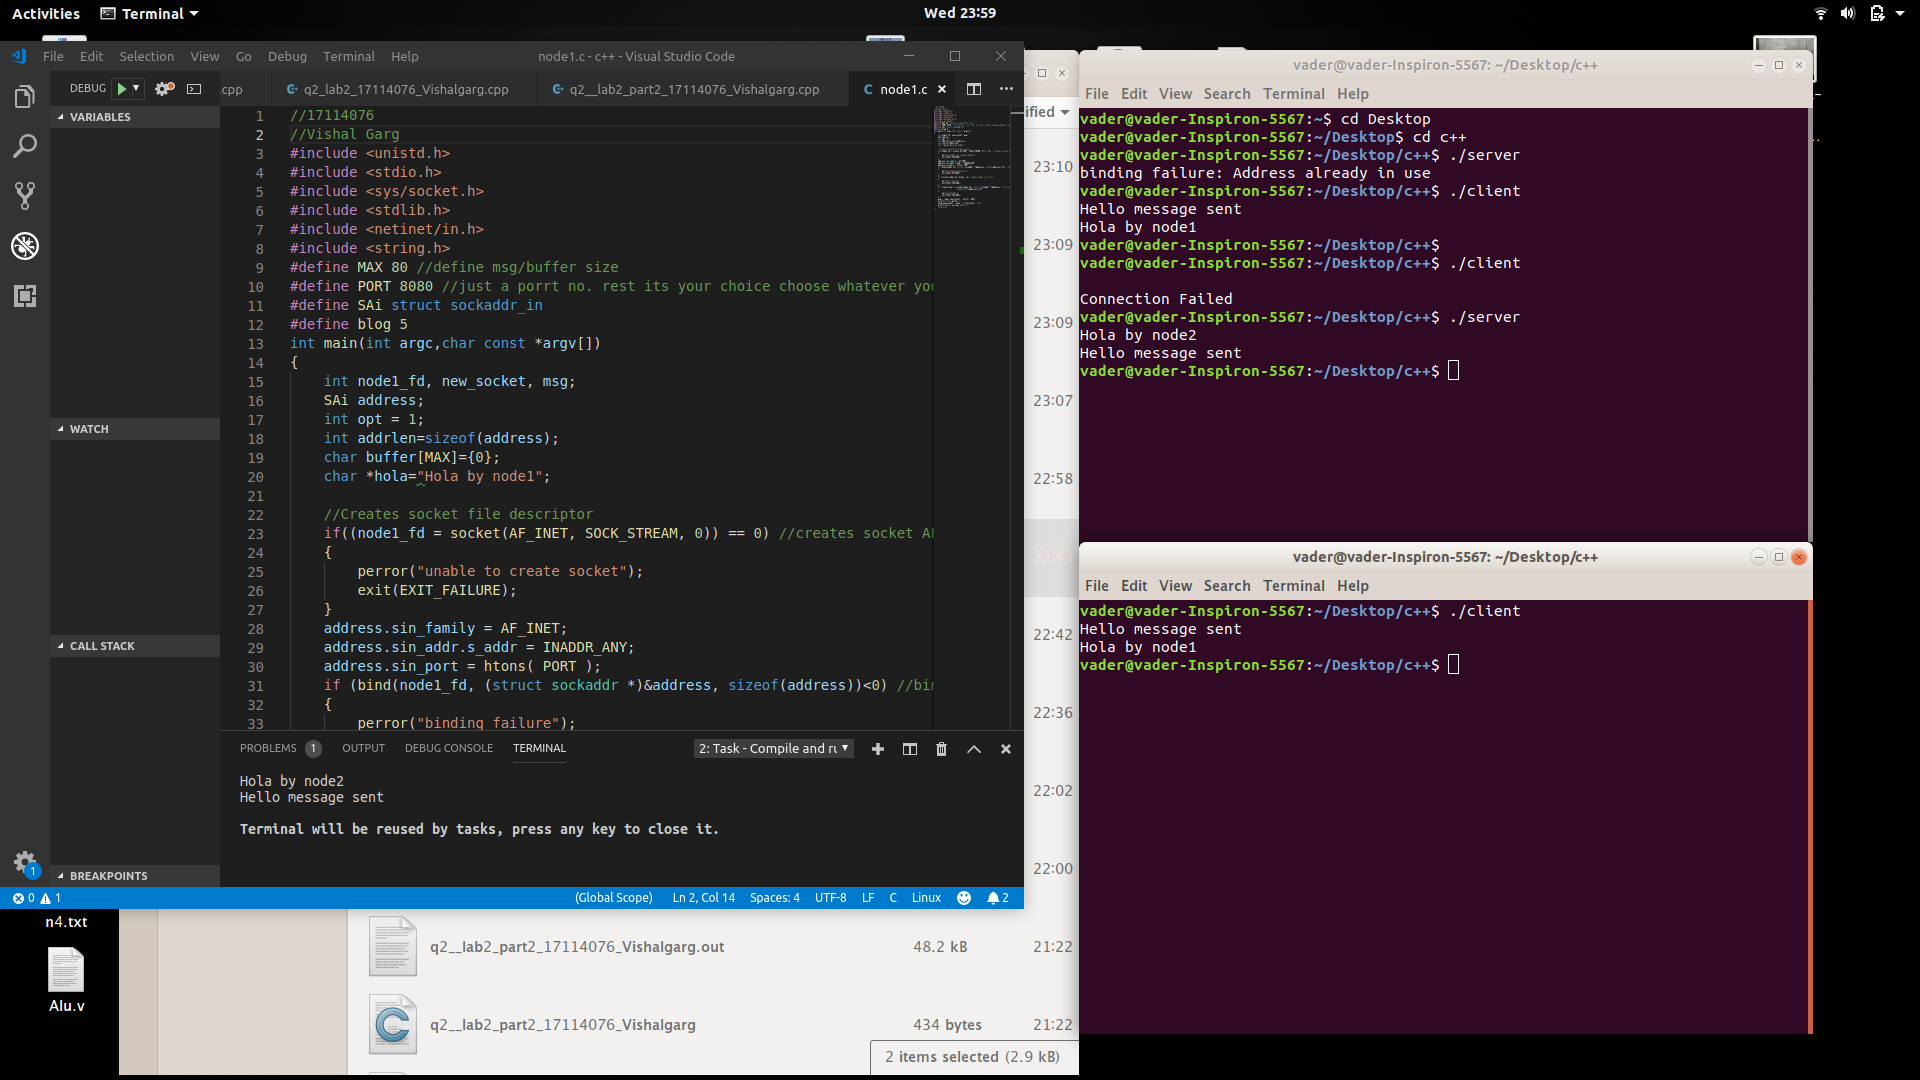 Activities
Terminal
Wed 23:59
File Edit Selection View Go Debug Terminal Help
node1.c - c++ - Visual Studio Code
DEBUG
.cpp
q2_lab2_17114076_Vishalgarg.cpp
q2__lab2_part2_17114076_Vishalgarg.cpp
C node1.c
VARIABLES
WATCH
CALL STACK
BREAKPOINTS
1 //17114076
2 //Vishal Garg
3 #include <unistd.h>
4 #include <stdio.h>
5 #include <sys/socket.h>
6 #include <stdlib.h>
7 #include <netinet/in.h>
8 #include <string.h>
9 #define MAX 80 //define msg/buffer size
10 #define PORT 8080 //just a porrt no. rest its your choice choose whatever you
11 #define SAi struct sockaddr_in
12 #define blog 5
13 int main(int argc,char const *argv[])
14 {
15 int node1_fd, new_socket, msg;
16 SAi address;
17 int opt = 1;
18 int addrlen=sizeof(address);
19 char buffer[MAX]={0};
20 char *hola="Hola by node1";
21
22 //Creates socket file descriptor
23 if((node1_fd = socket(AF_INET, SOCK_STREAM, 0)) == 0) //creates socket
24 {
25 perror("unable to create socket");
26 exit(EXIT_FAILURE);
27 }
28 address.sin_family = AF_INET;
29 address.sin_addr.s_addr = INADDR_ANY;
30 address.sin_port = htons( PORT );
31 if (bind(node1_fd, (struct sockaddr *)&address, sizeof(address))<0) //bin
32 {
33 perror("binding failure");
PROBLEMS 1 OUTPUT DEBUG CONSOLE TERMINAL
2: Task - Compile and ru
Hola by node2
Hello message sent
Terminal will be reused by tasks, press any key to close it.
1
0 1
(Global Scope) Ln 2, Col 14 Spaces: 4 UTF-8 LF C Linux 2
ified
23:10
23:09
23:09
23:07
22:58
22:43
22:42
22:36
22:02
22:00
n4.txt
Alu.v
q2__lab2_part2_17114076_Vishalgarg.out 48.2 kB 21:22
q2__lab2_part2_17114076_Vishalgarg 434 bytes 21:22
2 items selected (2.9 kB)
vader@vader-Inspiron-5567: ~/Desktop/c++
File Edit View Search Terminal Help
vader@vader-Inspiron-5567:~$ cd Desktop
vader@vader-Inspiron-5567:~/Desktop$ cd c++
vader@vader-Inspiron-5567:~/Desktop/c++$ ./server
binding failure: Address already in use
vader@vader-Inspiron-5567:~/Desktop/c++$ ./client
Hello message sent
Hola by node1
vader@vader-Inspiron-5567:~/Desktop/c++$
vader@vader-Inspiron-5567:~/Desktop/c++$ ./client
Connection Failed
vader@vader-Inspiron-5567:~/Desktop/c++$ ./server
Hola by node2
Hello message sent
vader@vader-Inspiron-5567:~/Desktop/c++$
vader@vader-Inspiron-5567: ~/Desktop/c++
File Edit View Search Terminal Help
vader@vader-Inspiron-5567:~/Desktop/c++$ ./client
Hello message sent
Hola by node1
vader@vader-Inspiron-5567:~/Desktop/c++$